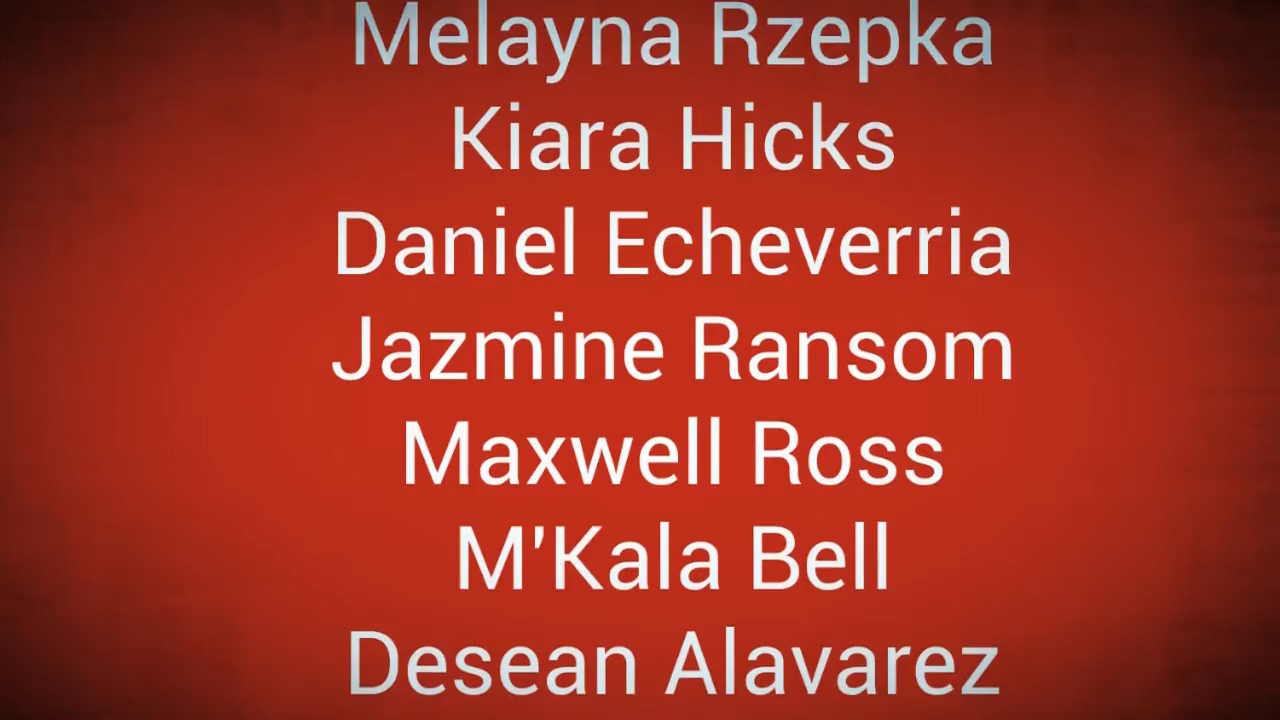 Melayna Rzepka
Kiara Hicks
Daniel Echeverria
Jazmine Ransom
Maxwell Ross
M'Kala Bell
Desean Alavarez